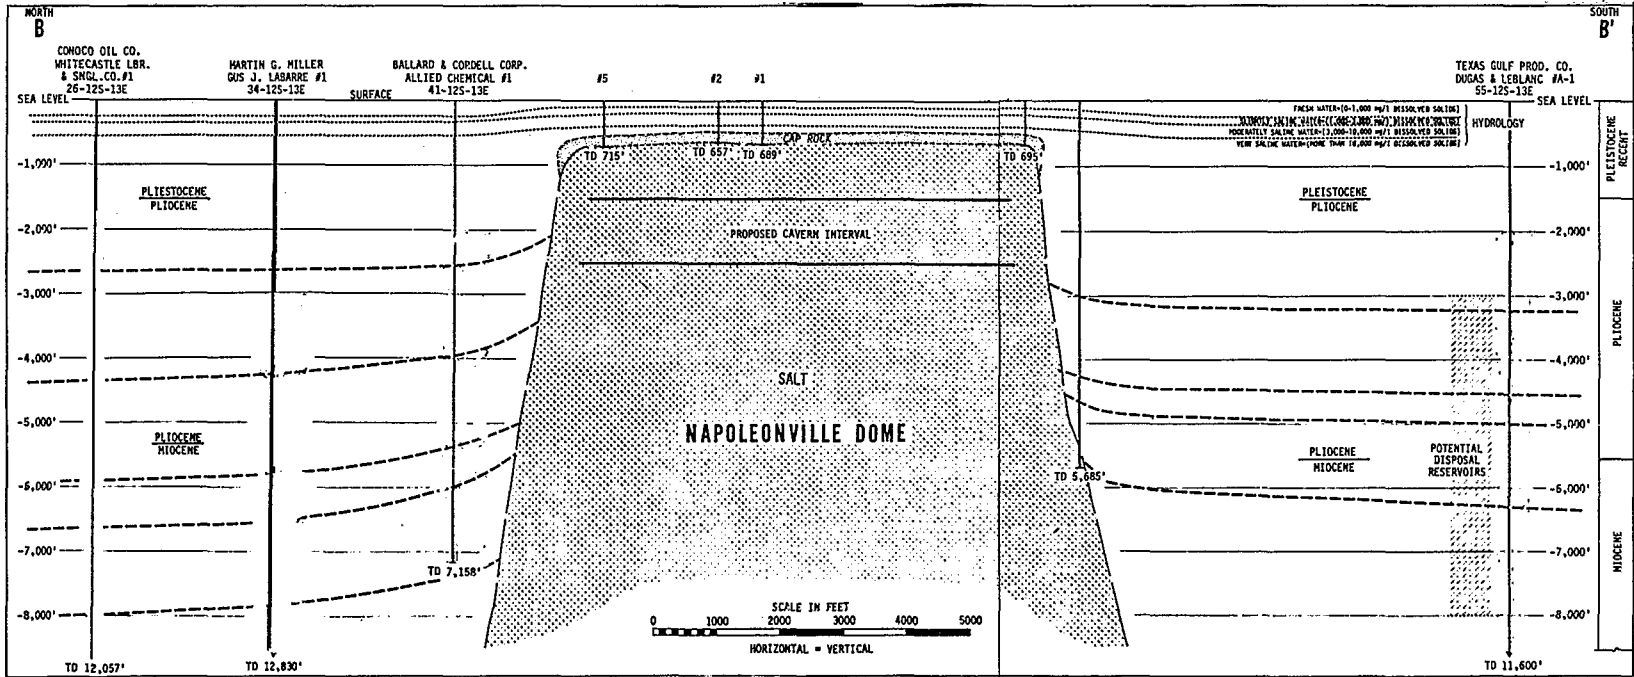 NORTH
B
SOUTH
B'
CONOCO OIL CO.
WHITECASTLE LBR.
& SNGL.CO.#1
26-12S-13E
MARTIN G. MILLER
GUS J. LABARRE #1
34-12S-13E
BALLARD & CORDELL CORP.
ALLIED CHEMICAL #1
41-12S-13E
#5
#2
#1
TEXAS GULF PROD. CO.
DUGAS & LEBLANC #A-1
55-12S-13E
SEA LEVEL
SURFACE
SEA LEVEL
FRESH WATER-(0-1,000 mg/l DISSOLVED SOLIDS)
MODERATELY SALINE WATER-(3,000-10,000 mg/l DISSOLVED SOLIDS)
VERY SALINE WATER-(MORE THAN 10,000 mg/l DISSOLVED SOLIDS)
HYDROLOGY
CAP ROCK
TD 715'
TD 657'
TD 689'
TD 695'
-1,000'
-2,000'
-3,000'
-4,000'
-5,000'
-6,000'
-7,000'
-8,000'
PLIESTOCENE
PLIOCENE
PLIOCENE
MIOCENE
PROPOSED CAVERN INTERVAL
SALT
NAPOLEONVILLE DOME
PLEISTOCENE
PLIOCENE
PLIOCENE
MIOCENE
POTENTIAL
DISPOSAL
RESERVOIRS
-1,000'
-2,000'
-3,000'
-4,000'
-5,000'
-6,000'
-7,000'
-8,000'
PLEISTOCENE
RECENT
PLIOCENE
MIOCENE
TD 5,685'
TD 7,158'
SCALE IN FEET
0 1000 2000 3000 4000 5000
HORIZONTAL = VERTICAL
TD 12,057'
TD 12,830'
TD 11,600'